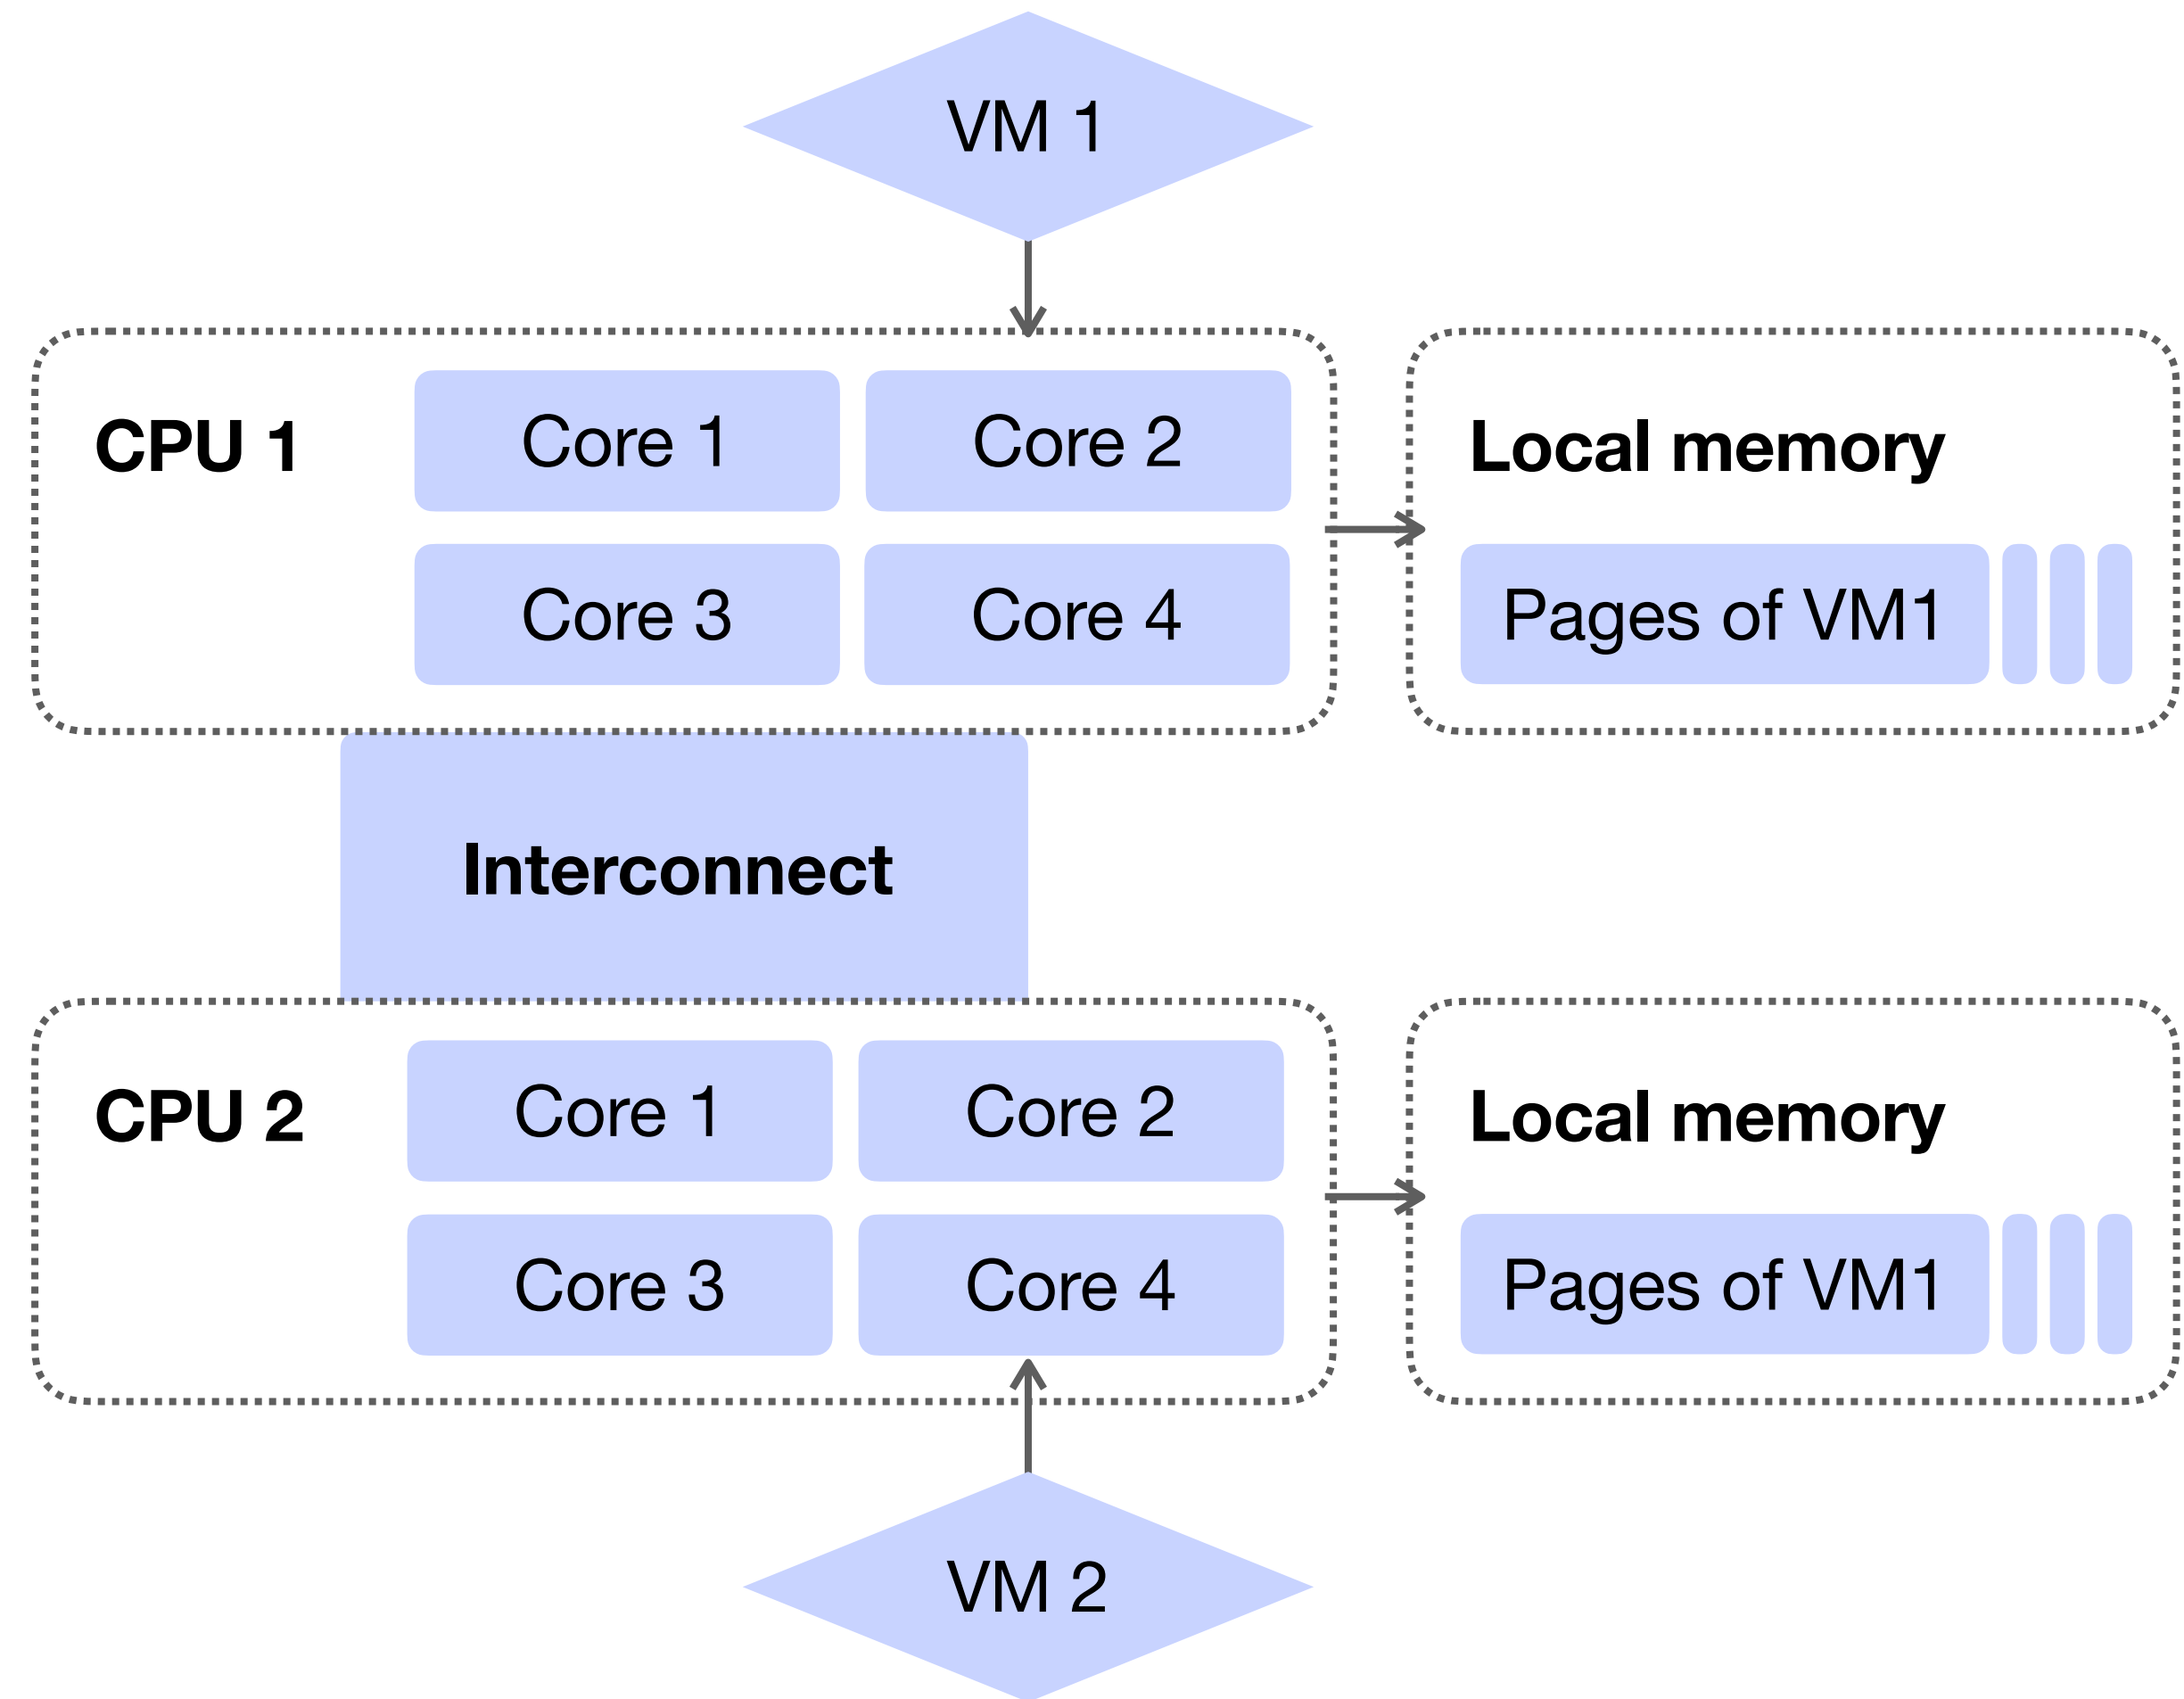 VM 1
CPU 1
Core 1
Core 2
Local memory
Core 3
Core 4
Pages of VM1
Interconnect
CPU 2
Core 1
Core 2
Local memory
Core 3
Core 4
Pages of VM1
VM 2